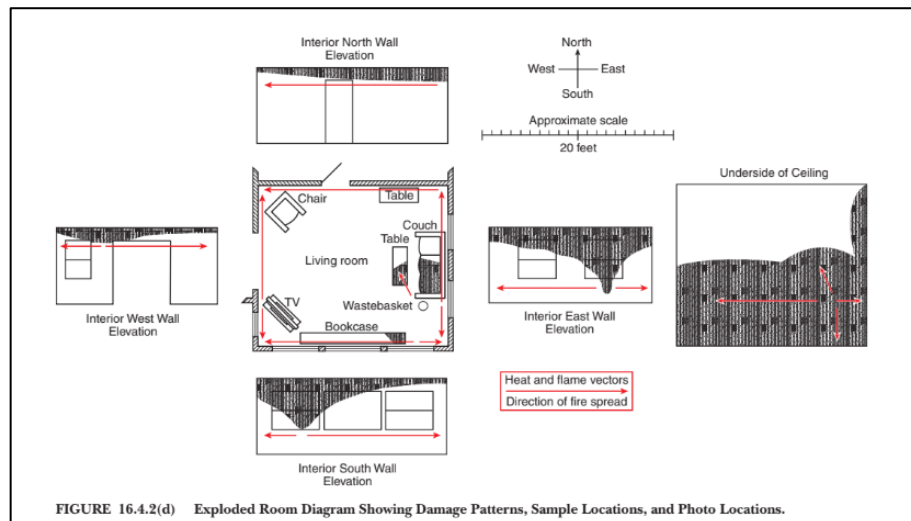 Interior North Wall
Elevation
North
West
East
South
Approximate scale
20 feet
Underside of Ceiling
Chair
Table
Couch
Table
Living room
Wastebasket
TV
Bookcase
Interior West Wall
Elevation
Interior East Wall
Elevation
Heat and flame vectors
Direction of fire spread
Interior South Wall
Elevation
FIGURE 16.4.2(d) Exploded Room Diagram Showing Damage Patterns, Sample Locations, and Photo Locations.